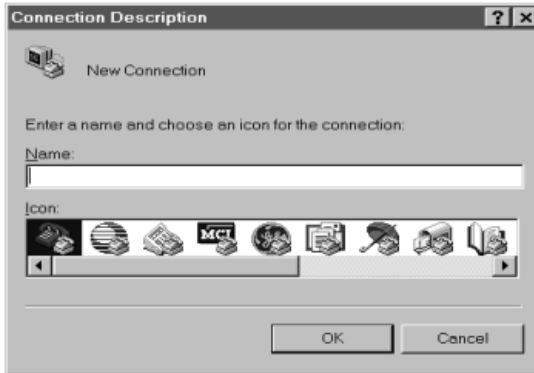 Connection Description
New Connection
Enter a name and choose an icon for the connection:
Name:
Icon:
MCI
OK
Cancel